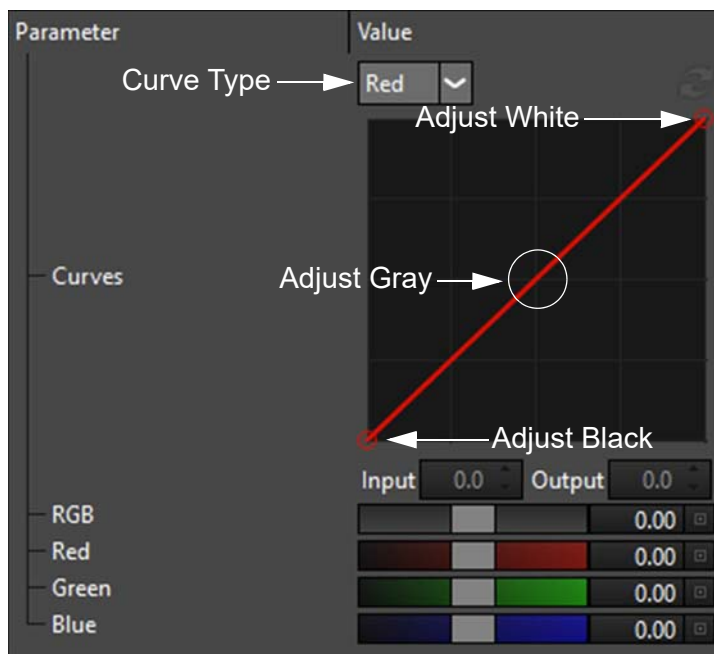 Parameter Value
Curve Type Red
Adjust White
Curves Adjust Gray
Adjust Black
Input 0.0 Output 0.0
RGB 0.00
Red 0.00
Green 0.00
Blue 0.00